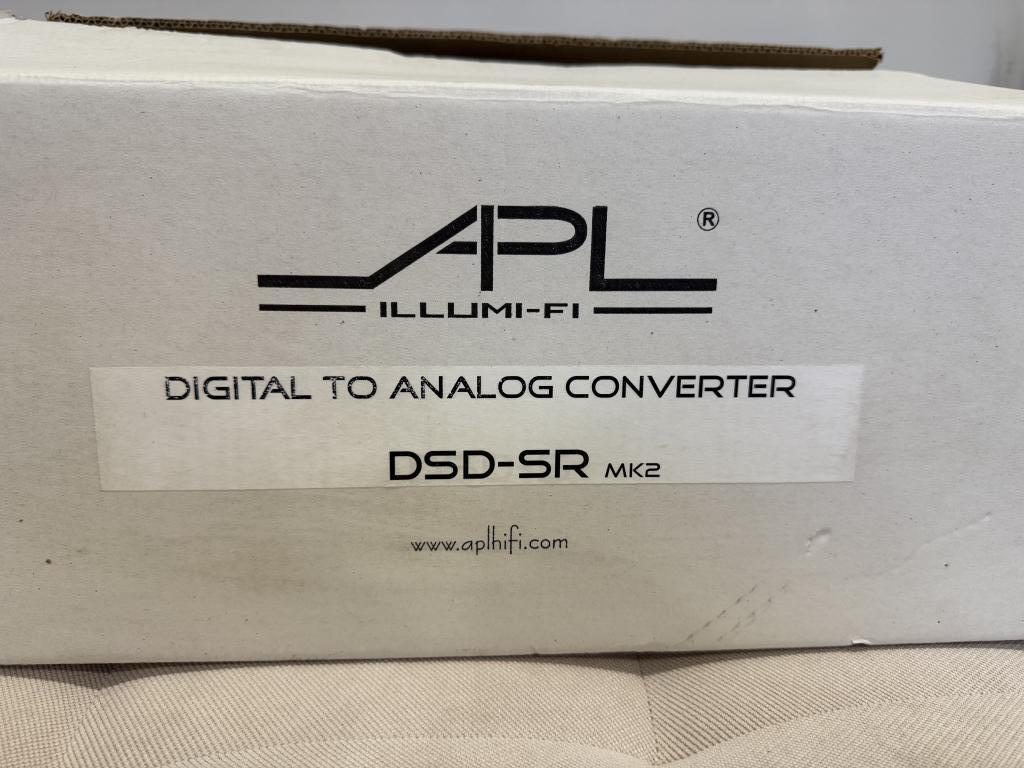 APL®
ILLUMI-FI
DIGITAL TO ANALOG CONVERTER
DSD-SR MK2
www.aplhifi.com